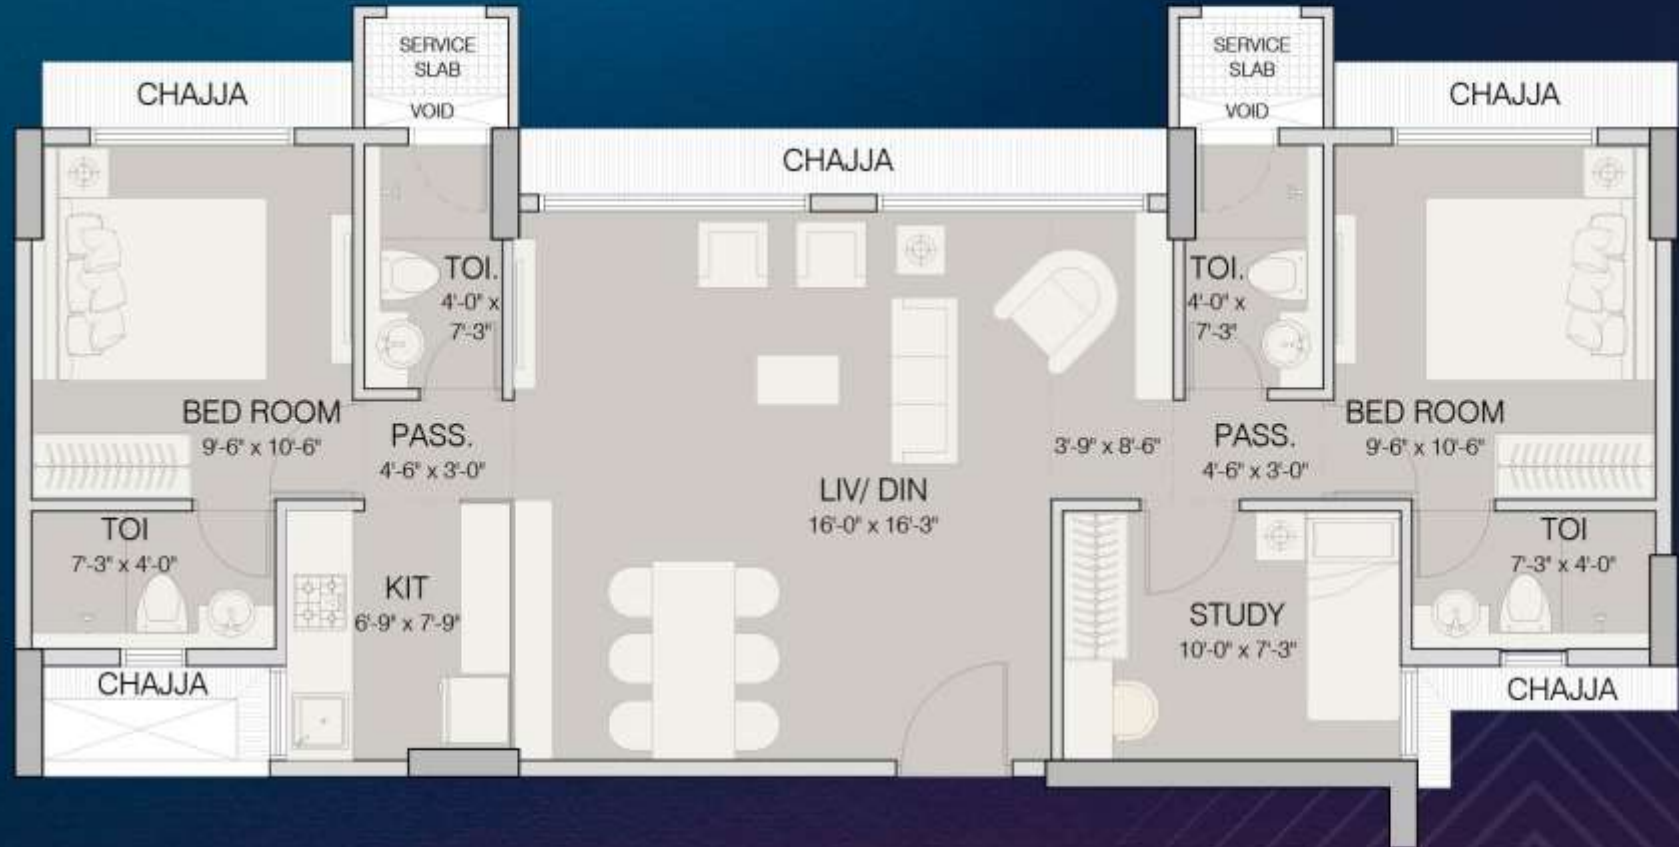 SERVICE
SLAB
VOID
SERVICE
SLAB
VOID
CHAJJA
CHAJJA
CHAJJA
TOI.
4'-0" x
7'-3"
TOI.
4'-0" x
7'-3"
BED ROOM
9'-6" x 10'-6"
PASS.
4'-6" x 3'-0"
3'-9" x 8'-6"
PASS.
4'-6" x 3'-0"
BED ROOM
9'-6" x 10'-6"
LIV/ DIN
16'-0" x 16'-3"
TOI
7'-3" x 4'-0"
TOI
7'-3" x 4'-0"
KIT
6'-9" x 7'-9"
STUDY
10'-0" x 7'-3"
CHAJJA
CHAJJA